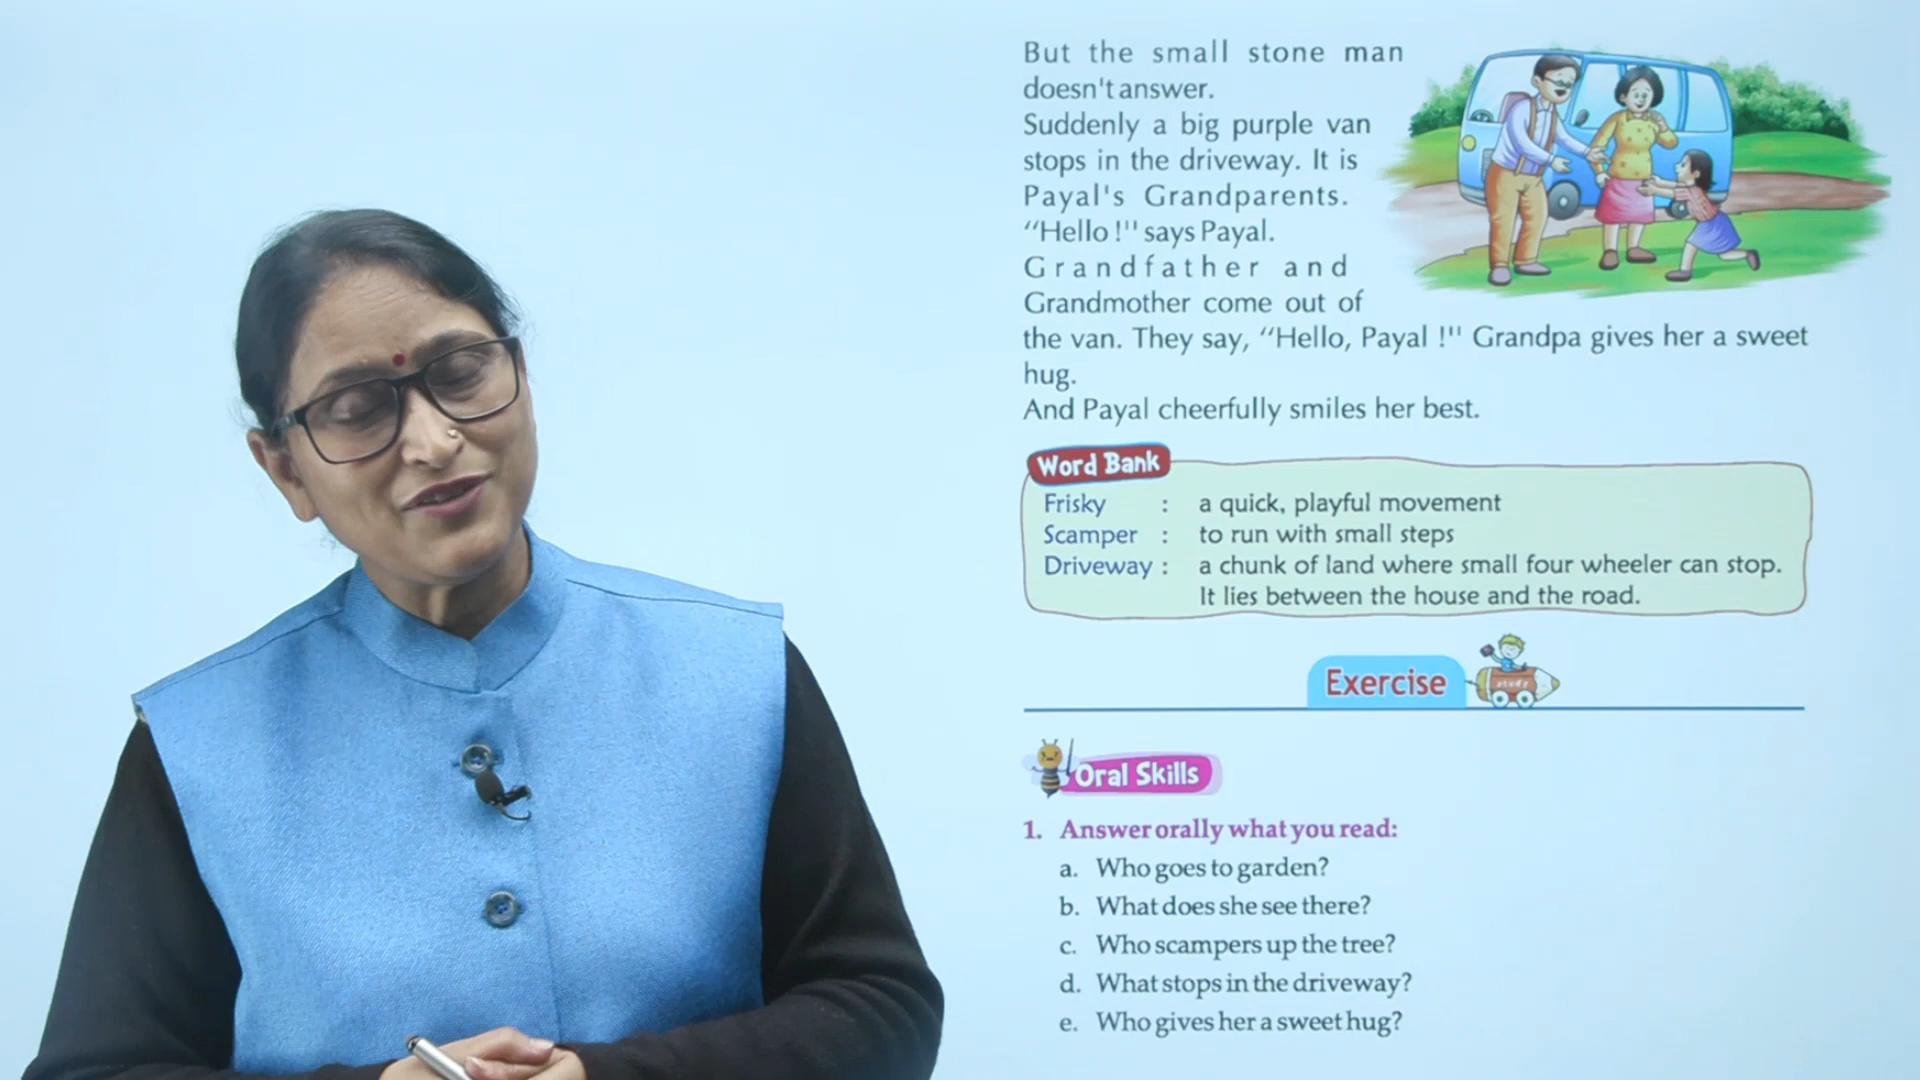 But the small stone man
doesn't answer.
Suddenly a big purple van
stops in the driveway. It is
Payal's Grandparents.
“Hello !" says Payal.
Grandfather and
Grandmother come out of
the van. They say, “Hello, Payal !" Grandpa gives her a sweet
hug.
And Payal cheerfully smiles her best.
Word Bank
Frisky : a quick, playful movement
Scamper : to run with small steps
Driveway : a chunk of land where small four wheeler can stop.
It lies between the house and the road.
Exercise
study
Oral Skills
1. Answer orally what you read:
a. Who goes to garden?
b. What does she see there?
c. Who scampers up the tree?
d. What stops in the driveway?
e. Who gives her a sweet hug?